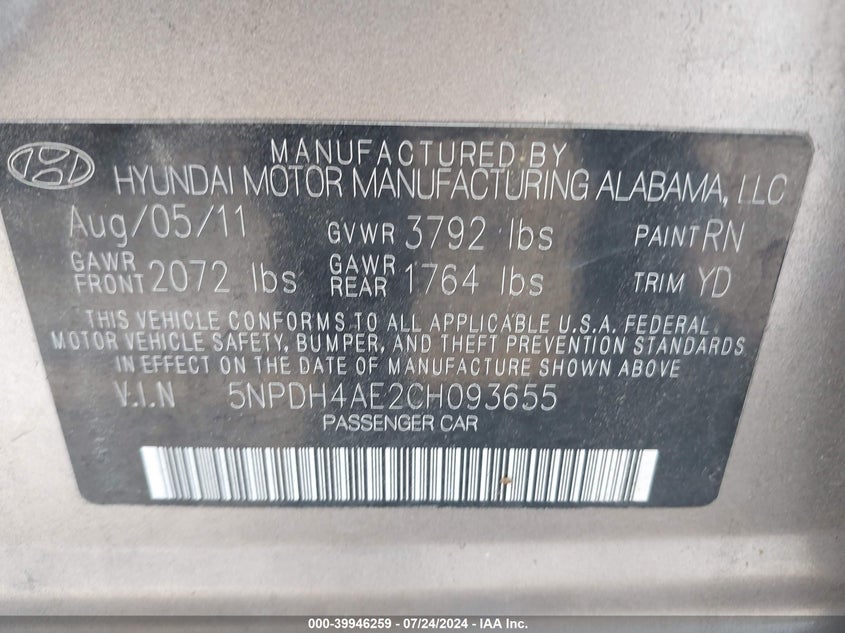 MANUFACTURED BY
HYUNDAI MOTOR MANUFACTURING ALABAMA, LLC
Aug/05/11 GVWR 3792 lbs PAINT RN
GAWR FRONT 2072 lbs GAWR REAR 1764 lbs TRIM YD
THIS VEHICLE CONFORMS TO ALL APPLICABLE U.S.A. FEDERAL
MOTOR VEHICLE SAFETY, BUMPER, AND THEFT PREVENTION STANDARDS
IN EFFECT ON THE DATE OF MANUFACTURE SHOWN ABOVE
V.I.N 5NPDH4AE2CH093655
PASSENGER CAR
000-39946259 - 07/24/2024 - IAA Inc.